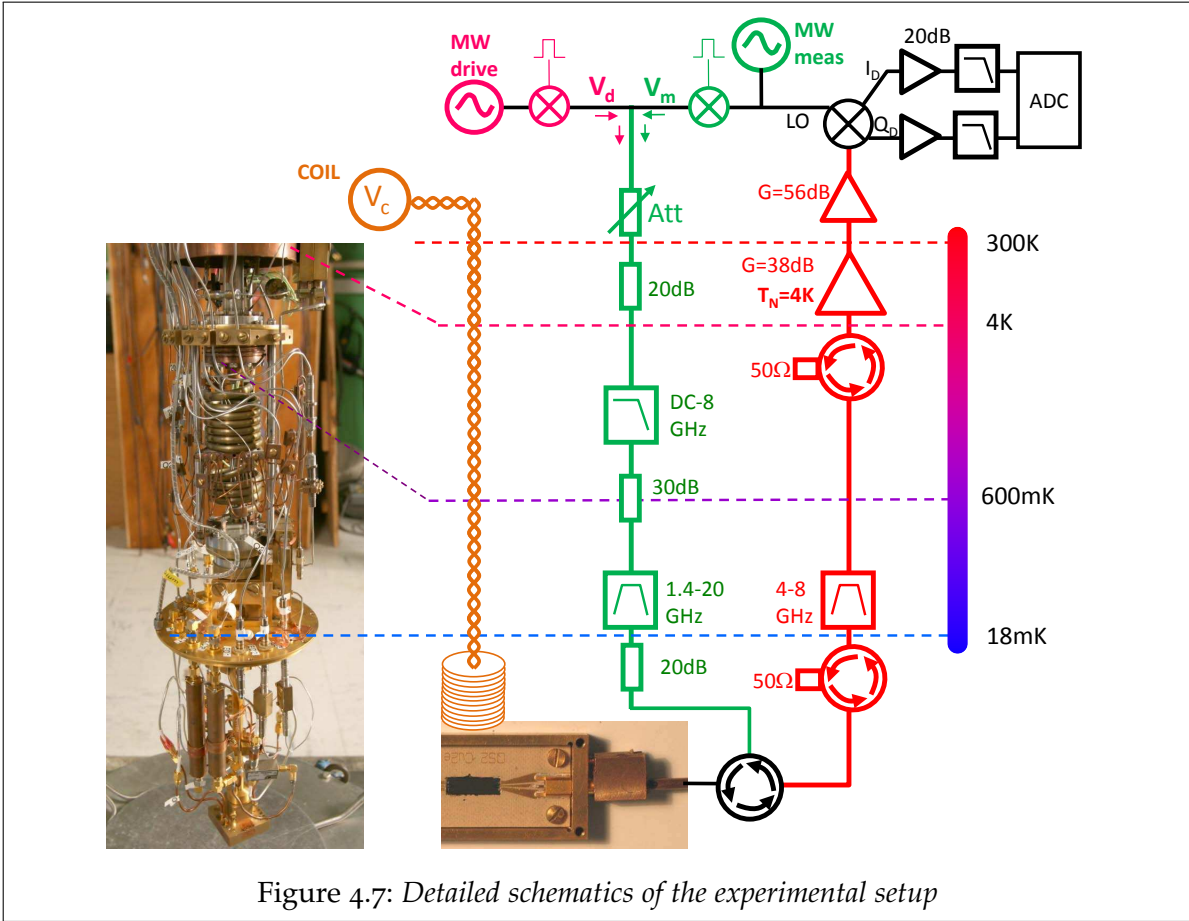 MW
drive
MW
meas
V_d
V_m
LO
I_D
Q_D
20dB
ADC
COIL
V_c
Att
G=56dB
300K
G=38dB
T_N=4K
20dB
4K
50Ω
DC-8
GHz
30dB
600mK
1.4-20
GHz
4-8
GHz
18mK
20dB
50Ω
Figure 4.7: Detailed schematics of the experimental setup